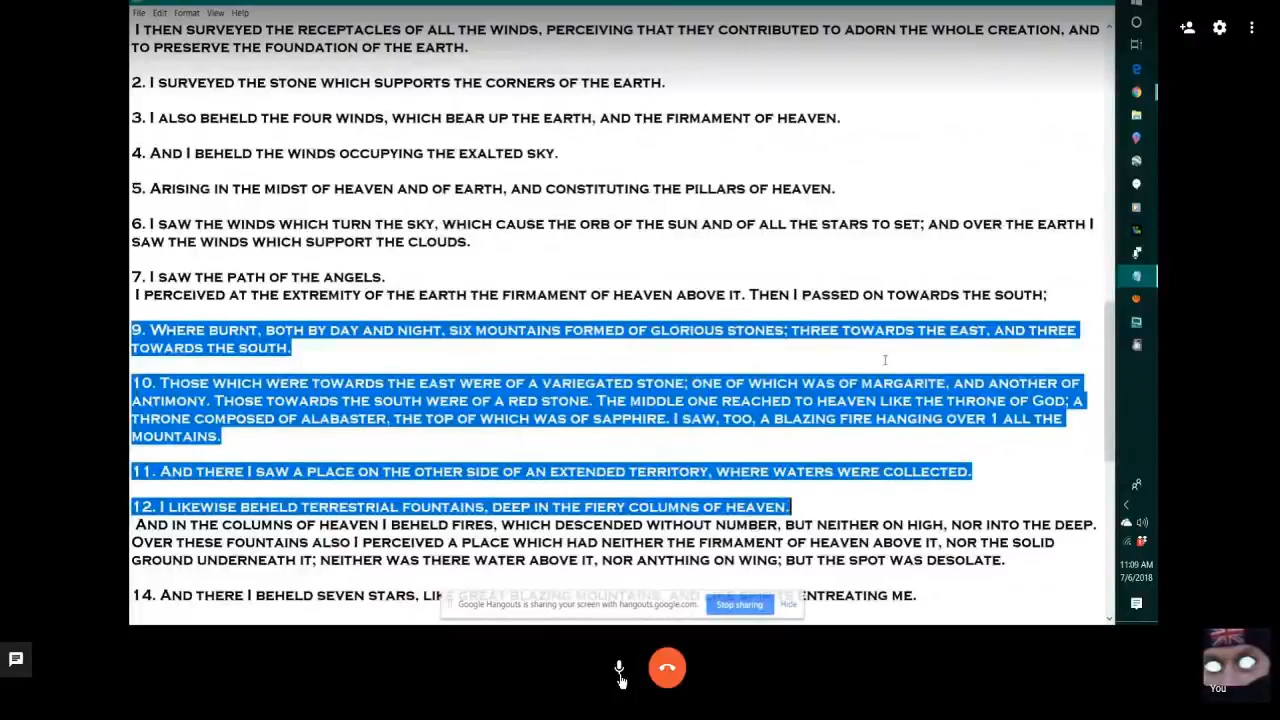 File Edit Format View Help
I THEN SURVEYED THE RECEPTACLES OF ALL THE WINDS, PERCEIVING THAT THEY CONTRIBUTED TO ADORN THE WHOLE CREATION, AND
TO PRESERVE THE FOUNDATION OF THE EARTH.
2. I SURVEYED THE STONE WHICH SUPPORTS THE CORNERS OF THE EARTH.
3. I ALSO BEHELD THE FOUR WINDS, WHICH BEAR UP THE EARTH, AND THE FIRMAMENT OF HEAVEN.
4. AND I BEHELD THE WINDS OCCUPYING THE EXALTED SKY.
5. ARISING IN THE MIDST OF HEAVEN AND OF EARTH, AND CONSTITUTING THE PILLARS OF HEAVEN.
6. I SAW THE WINDS WHICH TURN THE SKY, WHICH CAUSE THE ORB OF THE SUN AND OF ALL THE STARS TO SET; AND OVER THE EARTH I
SAW THE WINDS WHICH SUPPORT THE CLOUDS.
7. I SAW THE PATH OF THE ANGELS.
I PERCEIVED AT THE EXTREMITY OF THE EARTH THE FIRMAMENT OF HEAVEN ABOVE IT. THEN I PASSED ON TOWARDS THE SOUTH;
9. WHERE BURNT, BOTH BY DAY AND NIGHT, SIX MOUNTAINS FORMED OF GLORIOUS STONES; THREE TOWARDS THE EAST, AND THREE
TOWARDS THE SOUTH.
10. THOSE WHICH WERE TOWARDS THE EAST WERE OF A VARIEGATED STONE; ONE OF WHICH WAS OF MARGARITE, AND ANOTHER OF
ANTIMONY. THOSE TOWARDS THE SOUTH WERE OF A RED STONE. THE MIDDLE ONE REACHED TO HEAVEN LIKE THE THRONE OF GOD; A
THRONE COMPOSED OF ALABASTER, THE TOP OF WHICH WAS OF SAPPHIRE. I SAW, TOO, A BLAZING FIRE HANGING OVER 1 ALL THE
MOUNTAINS.
11. AND THERE I SAW A PLACE ON THE OTHER SIDE OF AN EXTENDED TERRITORY, WHERE WATERS WERE COLLECTED.
12. I LIKEWISE BEHELD TERRESTRIAL FOUNTAINS, DEEP IN THE FIERY COLUMNS OF HEAVEN.
AND IN THE COLUMNS OF HEAVEN I BEHELD FIRES, WHICH DESCENDED WITHOUT NUMBER, BUT NEITHER ON HIGH, NOR INTO THE DEEP.
OVER THESE FOUNTAINS ALSO I PERCEIVED A PLACE WHICH HAD NEITHER THE FIRMAMENT OF HEAVEN ABOVE IT, NOR THE SOLID
GROUND UNDERNEATH IT; NEITHER WAS THERE WATER ABOVE IT, NOR ANYTHING ON WING; BUT THE SPOT WAS DESOLATE.
14. AND THERE I BEHELD SEVEN STARS, LIKE GREAT BLAZING MOUNTAINS, AND LIKE SPIRITS ENTREATING ME.
Google Hangouts is sharing your screen with hangouts.google.com. Stop sharing Hide
11:09 AM
7/6/2018
You